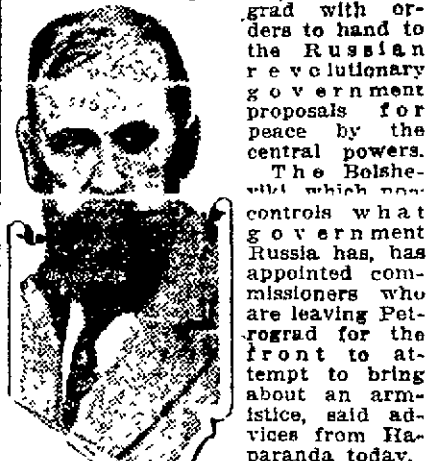 grad with or-
ders to hand to
the Russian
revolutionary
government
proposals for
peace by the
central powers.
The Bolshe-
viki which now
controls what
government
Russia has, has
appointed com-
missioners who
are leaving Pet-
rograd for the
front to at-
tempt to bring
about an arm-
istice, said ad-
vices from Ha-
paranda today.